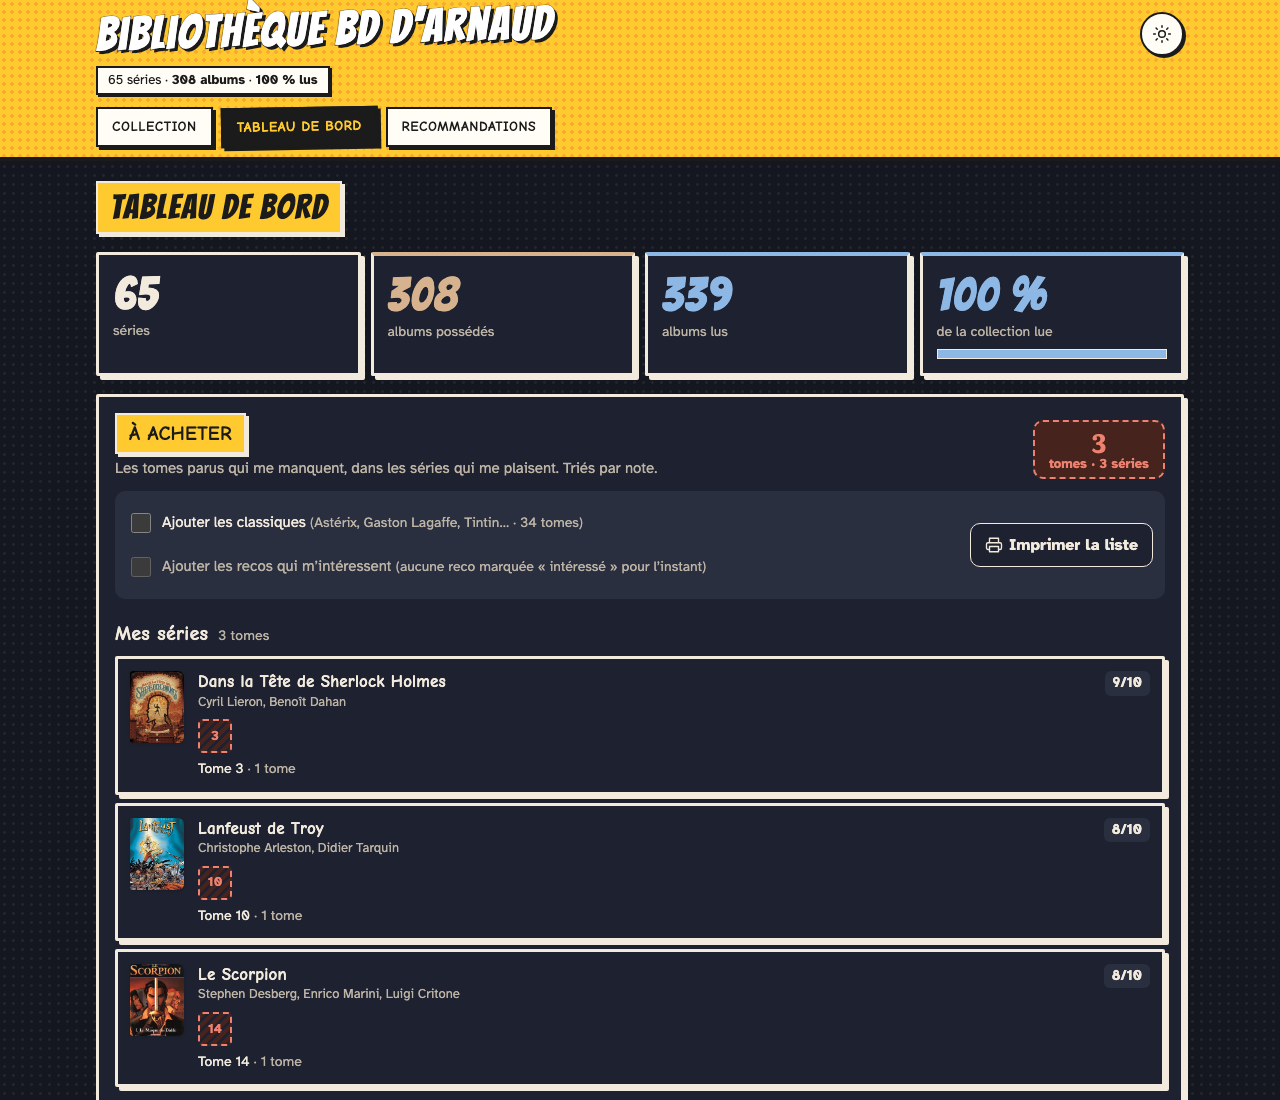 BIBLIOTHÈQUE BD D'ARNAUD
65 séries · 308 albums · 100 % lus
COLLECTION
TABLEAU DE BORD
RECOMMANDATIONS
TABLEAU DE BORD
65
séries
308
albums possédés
339
albums lus
100 %
de la collection lue
À ACHETER
Les tomes parus qui me manquent, dans les séries qui me plaisent. Triés par note.
3
tomes · 3 séries
Ajouter les classiques (Astérix, Gaston Lagaffe, Tintin… · 34 tomes)
Ajouter les recos qui m'intéressent (aucune reco marquée « intéressé » pour l'instant)
Imprimer la liste
Mes séries 3 tomes
Dans la Tête de Sherlock Holmes
9/10
Cyril Lieron, Benoît Dahan
3
Tome 3 · 1 tome
Lanfeust de Troy
8/10
Christophe Arleston, Didier Tarquin
10
Tome 10 · 1 tome
SCORPION
Le Scorpion
8/10
Stephen Desberg, Enrico Marini, Luigi Critone
14
Tome 14 · 1 tome